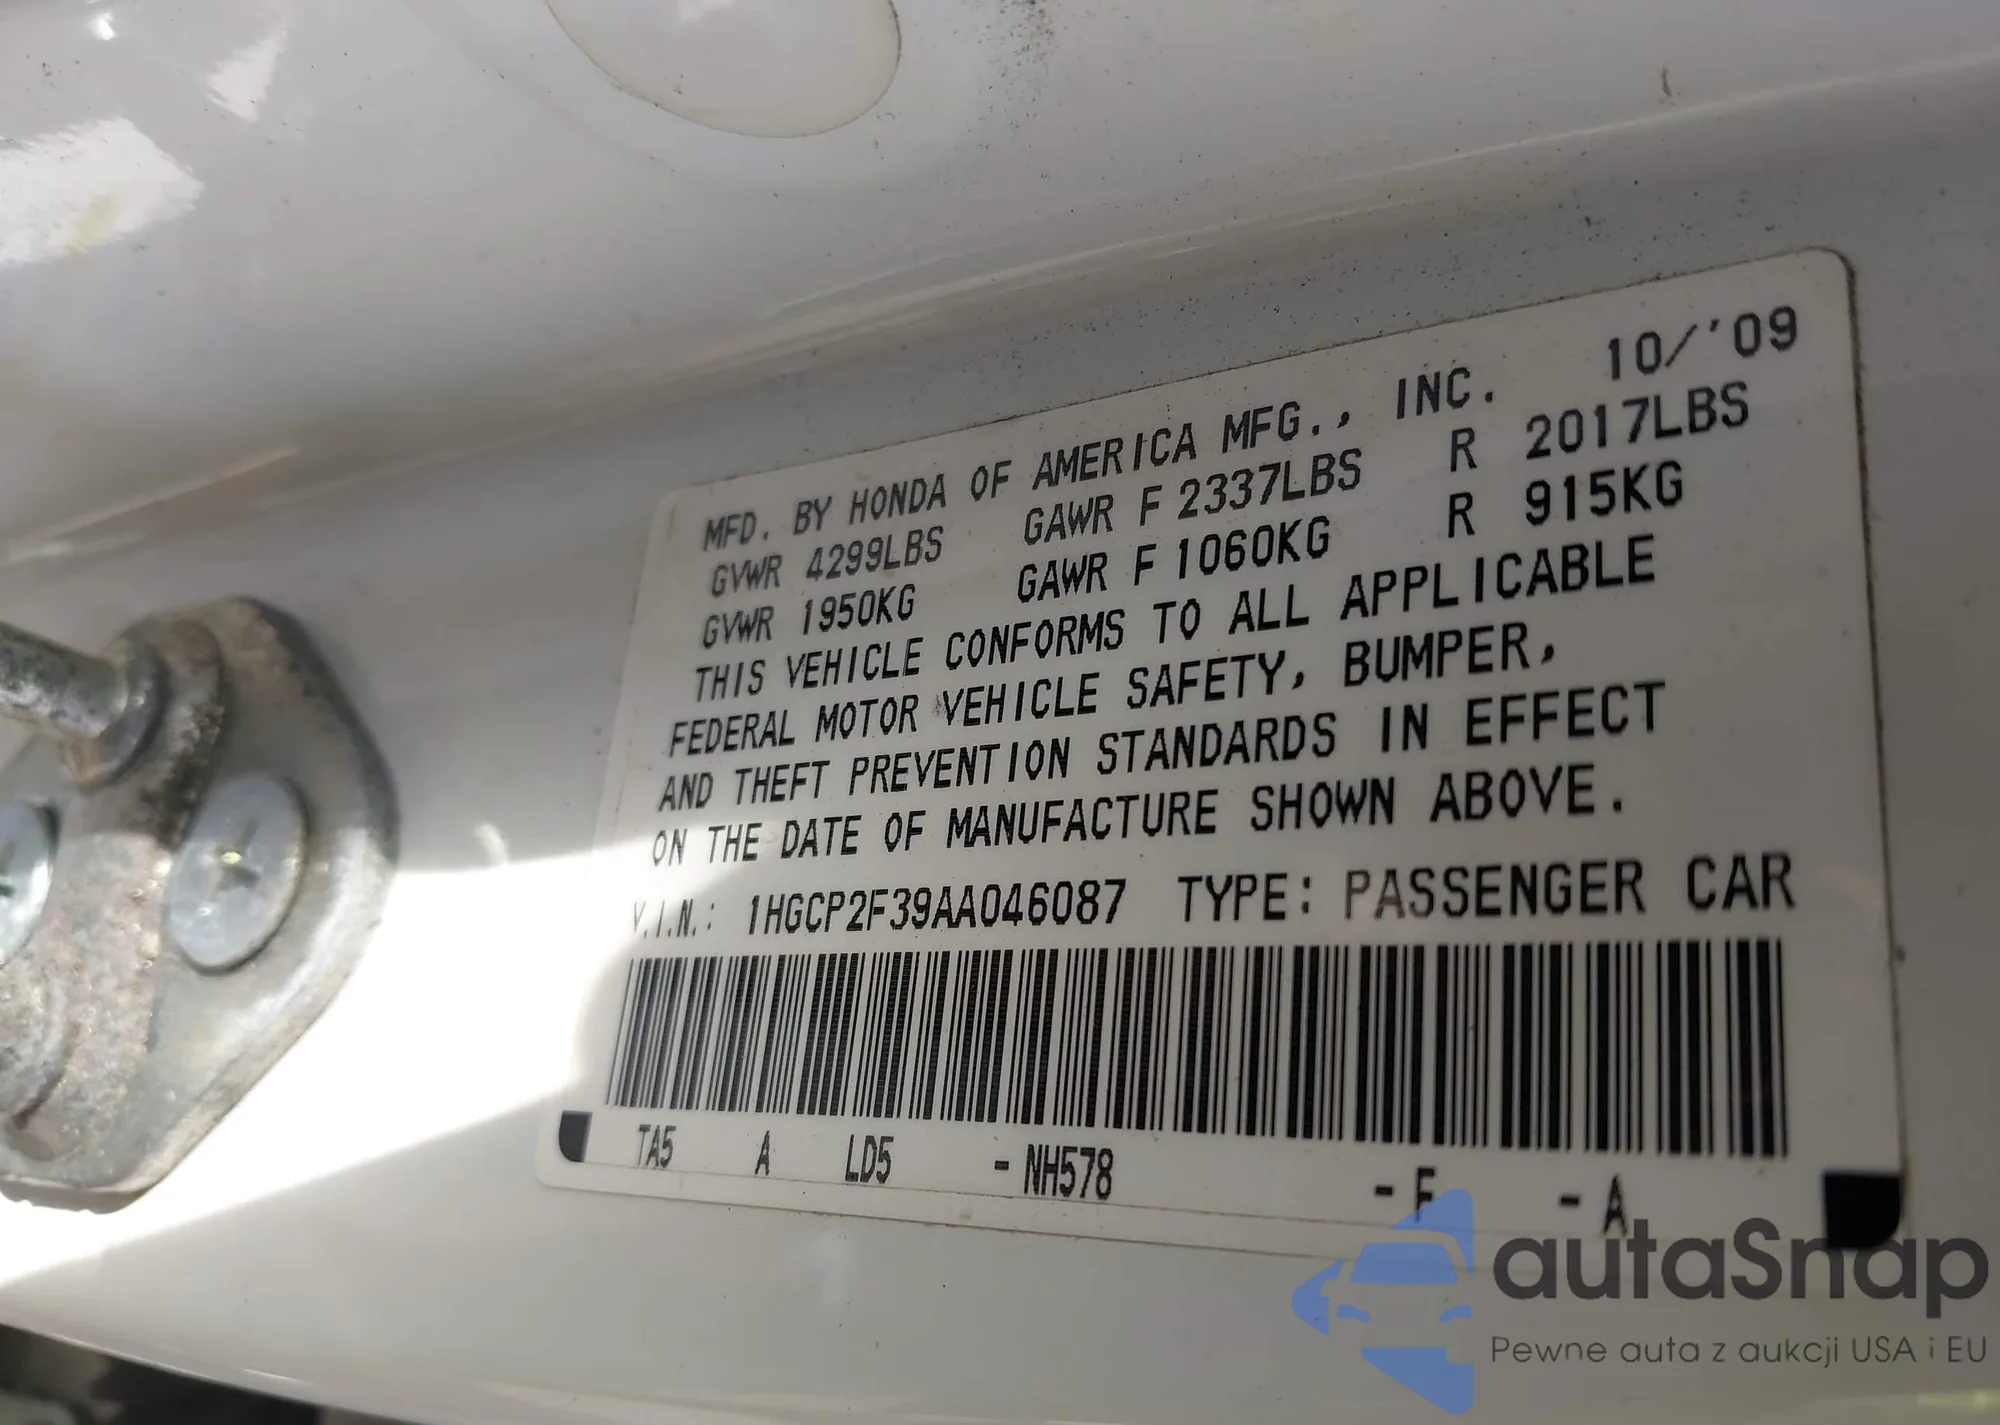 MFD. BY HONDA OF AMERICA MFG., INC. 10/'09
GVWR 4299LBS GAWR F 2337LBS R 2017LBS
GVWR 1950KG GAWR F 1060KG R 915KG
THIS VEHICLE CONFORMS TO ALL APPLICABLE
FEDERAL MOTOR VEHICLE SAFETY, BUMPER,
AND THEFT PREVENTION STANDARDS IN EFFECT
ON THE DATE OF MANUFACTURE SHOWN ABOVE.
V.I.N.: 1HGCP2F39AA046087 TYPE: PASSENGER CAR
TA5 A LD5 -NH578 -F -A
autaSnap
Pewne auta z aukcji USA i EU